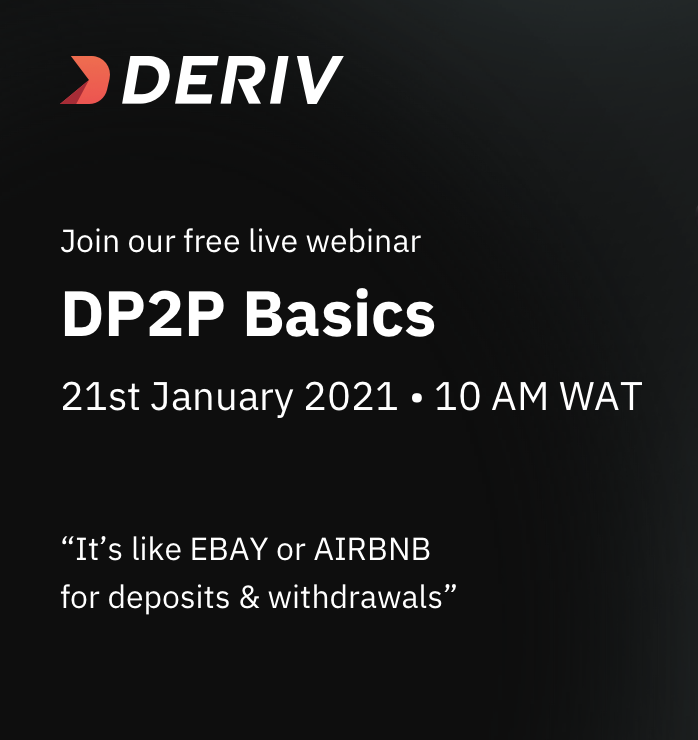 DERIV
Join our free live webinar
DP2P Basics
21st January 2021 • 10 AM WAT
“It’s like EBAY or AIRBNB
for deposits & withdrawals”